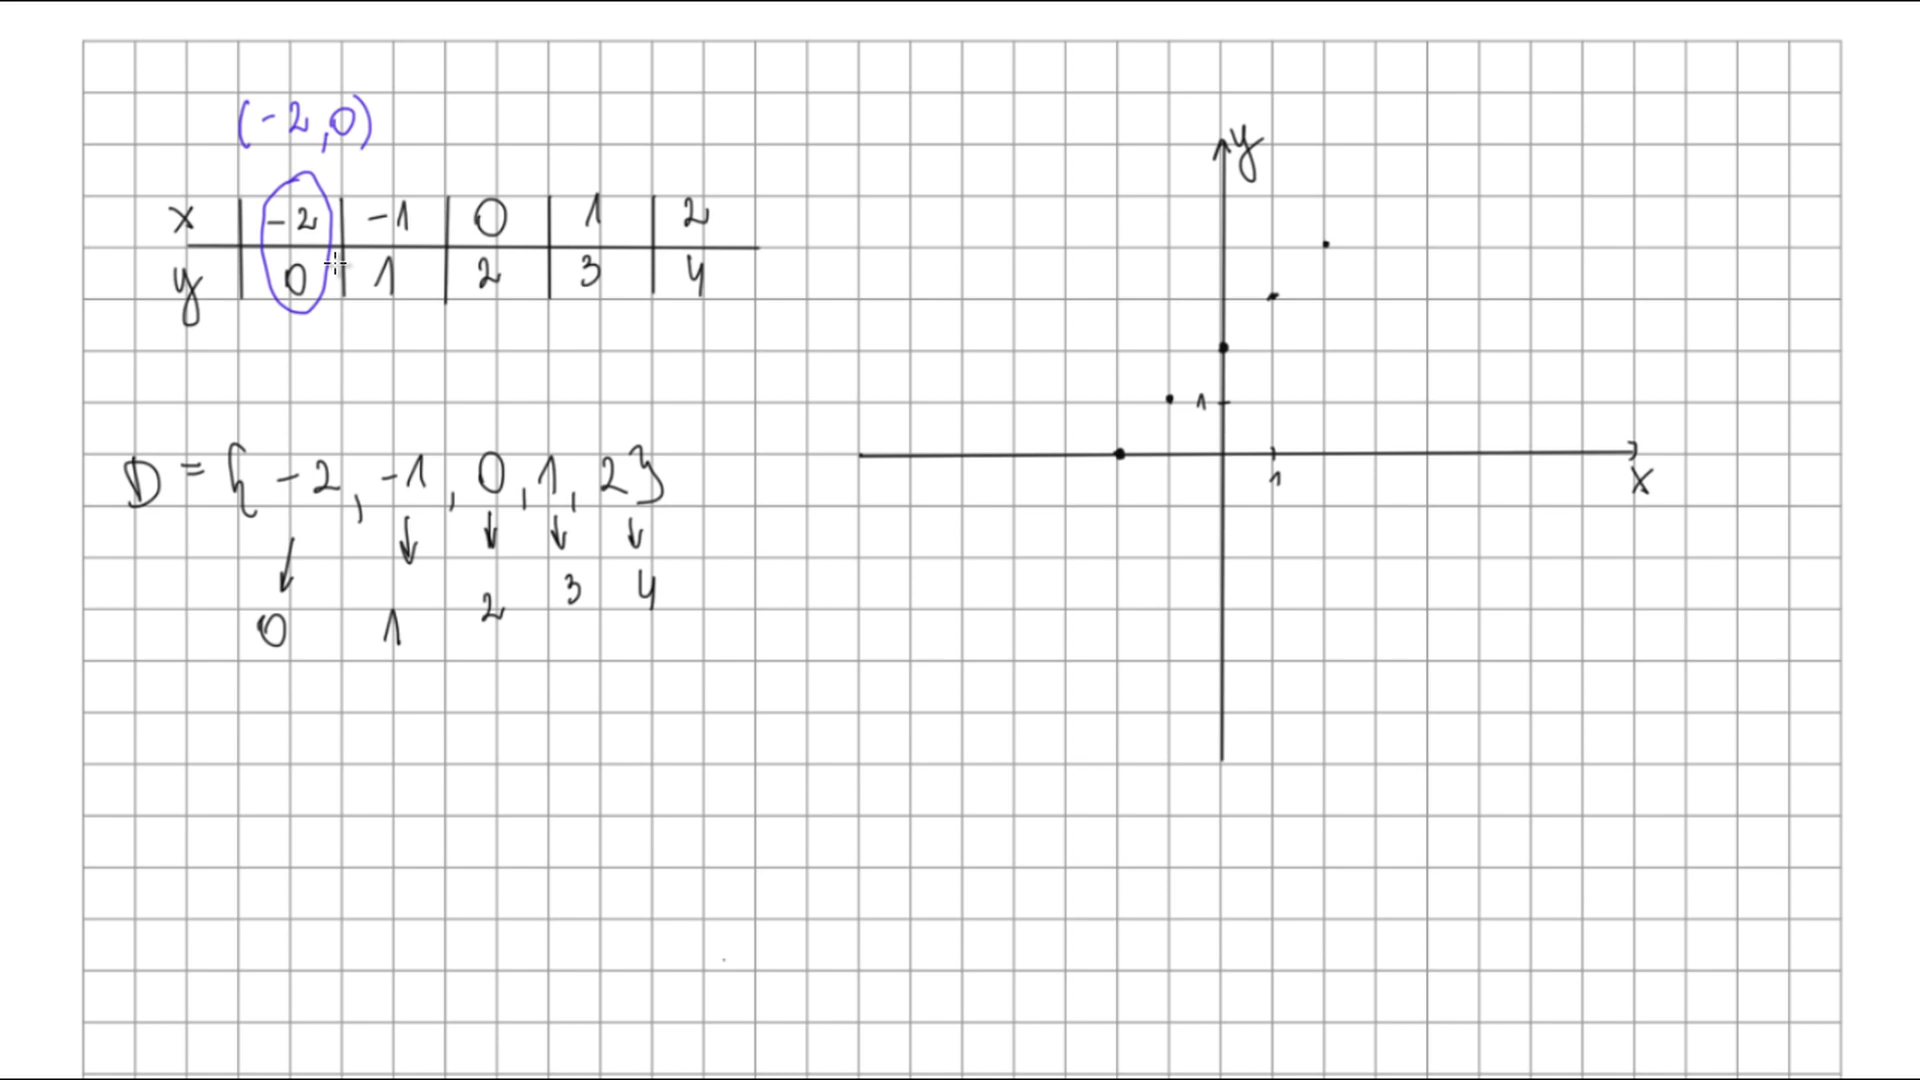 (-2,0)
x | -2 | -1 | 0 | 1 | 2
y | 0 | 1 | 2 | 3 | 4
D = { -2, -1, 0, 1, 2}
↓ ↓ ↓ ↓ ↓
0 1 2 3 4
y
1
1
x